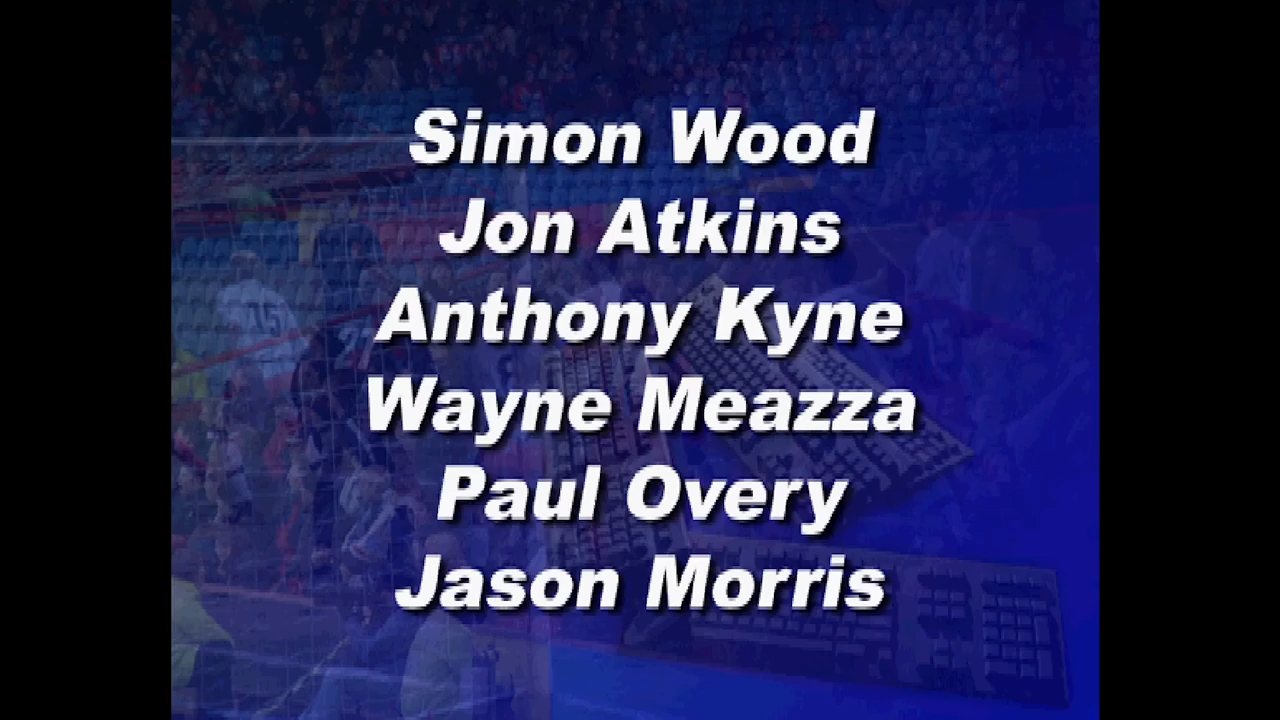 Simon Wood
Jon Atkins
Anthony Kyne
Wayne Meazza
Paul Overy
Jason Morris